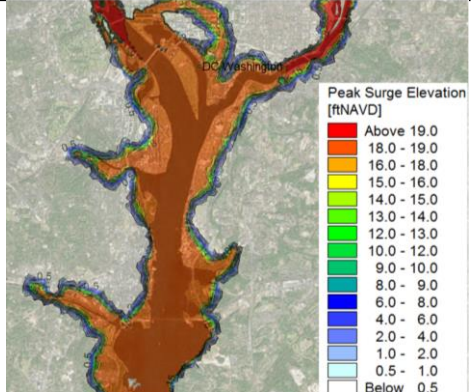 DC Washington
Peak Surge Elevation
[ftNAVD]
Above 19.0
18.0 - 19.0
16.0 - 18.0
15.0 - 16.0
14.0 - 15.0
13.0 - 14.0
12.0 - 13.0
10.0 - 12.0
9.0 - 10.0
8.0 - 9.0
6.0 - 8.0
4.0 - 6.0
2.0 - 4.0
1.0 - 2.0
0.5 - 1.0
Below 0.5